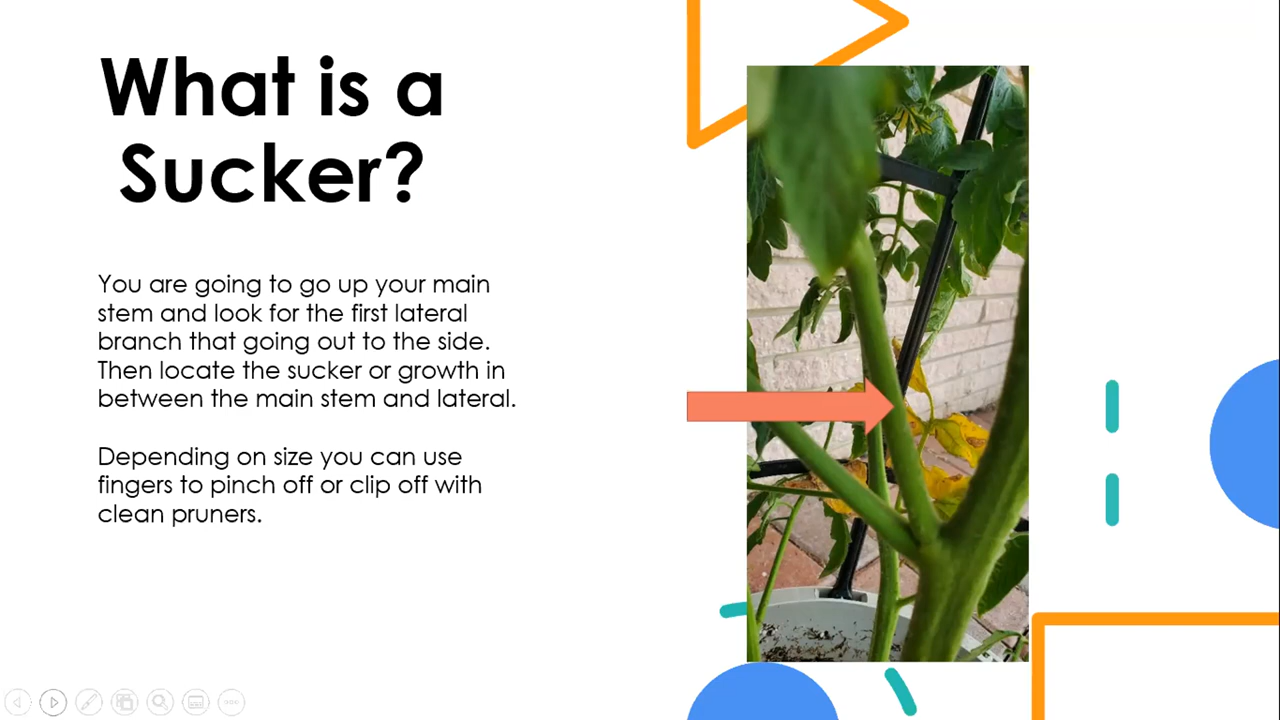 What is a
Sucker?
You are going to go up your main
stem and look for the first lateral
branch that going out to the side.
Then locate the sucker or growth in
between the main stem and lateral.
Depending on size you can use
fingers to pinch off or clip off with
clean pruners.